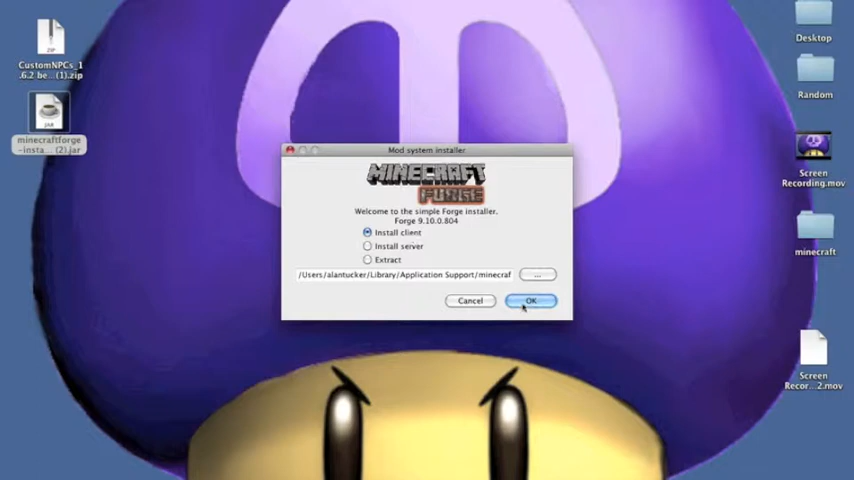 CustomNPCs_1
.6.2 be... (1).zip
ZIP
JAR
minecraftforge
-insta... (2).jar
Mod system installer
MINECRAFT
FORGE
Welcome to the simple Forge installer.
Forge 9.10.0.804
Install client
Install server
Extract
/Users/alantucker/Library/Application Support/minecraf
...
Cancel
OK
Desktop
Random
Screen
Recording.mov
minecraft
Screen
Recor...2.mov